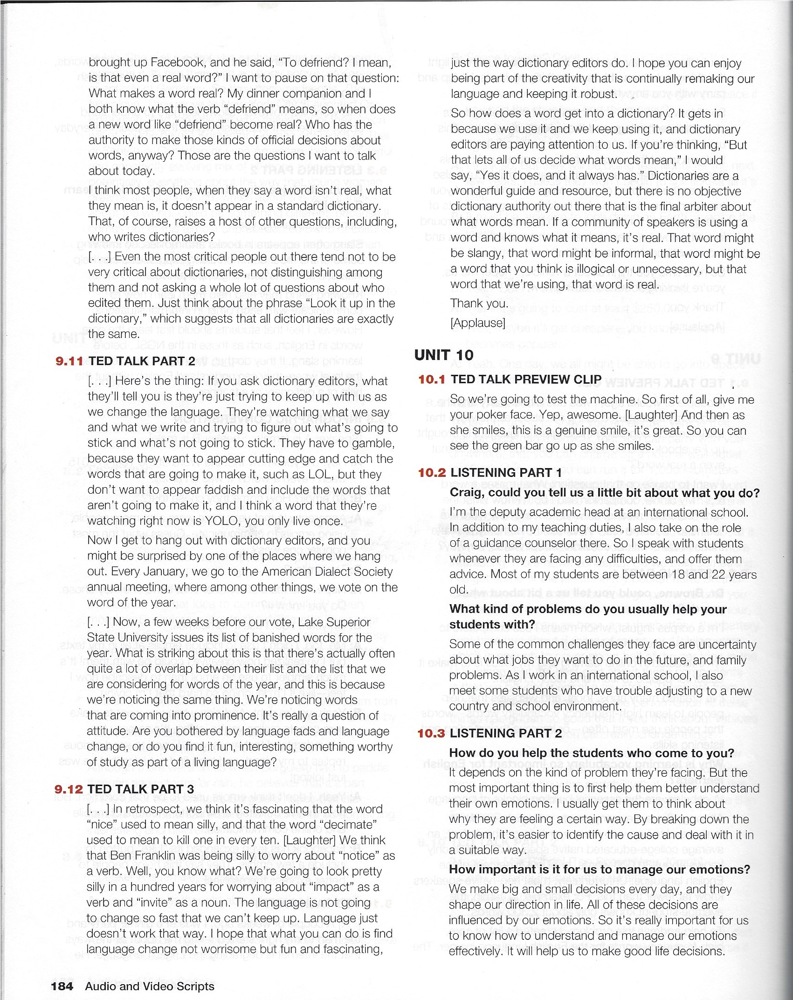 brought up Facebook, and he said, “To defriend? I mean,
is that even a real word?” I want to pause on that question:
What makes a word real? My dinner companion and I
both know what the verb “defriend” means, so when does
a new word like “defriend” become real? Who has the
authority to make those kinds of official decisions about
words, anyway? Those are the questions I want to talk
about today.
I think most people, when they say a word isn’t real, what
they mean is, it doesn’t appear in a standard dictionary.
That, of course, raises a host of other questions, including,
who writes dictionaries?
[. . .] Even the most critical people out there tend not to be
very critical about dictionaries, not distinguishing among
them and not asking a whole lot of questions about who
edited them. Just think about the phrase “Look it up in the
dictionary,” which suggests that all dictionaries are exactly
the same.
9.11 TED TALK PART 2
[. . .] Here’s the thing: If you ask dictionary editors, what
they’ll tell you is they’re just trying to keep up with us as
we change the language. They’re watching what we say
and what we write and trying to figure out what’s going to
stick and what’s not going to stick. They have to gamble,
because they want to appear cutting edge and catch the
words that are going to make it, such as LOL, but they
don’t want to appear faddish and include the words that
aren’t going to make it, and I think a word that they’re
watching right now is YOLO, you only live once.
Now I get to hang out with dictionary editors, and you
might be surprised by one of the places where we hang
out. Every January, we go to the American Dialect Society
annual meeting, where among other things, we vote on the
word of the year.
[. . .] Now, a few weeks before our vote, Lake Superior
State University issues its list of banished words for the
year. What is striking about this is that there’s actually often
quite a lot of overlap between their list and the list that we
are considering for words of the year, and this is because
we’re noticing the same thing. We’re noticing words
that are coming into prominence. It’s really a question of
attitude. Are you bothered by language fads and language
change, or do you find it fun, interesting, something worthy
of study as part of a living language?
9.12 TED TALK PART 3
[. . .] In retrospect, we think it’s fascinating that the word
“nice” used to mean silly, and that the word “decimate”
used to mean to kill one in every ten. [Laughter] We think
that Ben Franklin was being silly to worry about “notice” as
a verb. Well, you know what? We’re going to look pretty
silly in a hundred years for worrying about “impact” as a
verb and “invite” as a noun. The language is not going
to change so fast that we can’t keep up. Language just
doesn’t work that way. I hope that what you can do is find
language change not worrisome but fun and fascinating,
just the way dictionary editors do. I hope you can enjoy
being part of the creativity that is continually remaking our
language and keeping it robust.
So how does a word get into a dictionary? It gets in
because we use it and we keep using it, and dictionary
editors are paying attention to us. If you’re thinking, “But
that lets all of us decide what words mean,” I would
say, “Yes it does, and it always has.” Dictionaries are a
wonderful guide and resource, but there is no objective
dictionary authority out there that is the final arbiter about
what words mean. If a community of speakers is using a
word and knows what it means, it’s real. That word might
be slangy, that word might be informal, that word might be
a word that you think is illogical or unnecessary, but that
word that we’re using, that word is real.
Thank you.
[Applause]
UNIT 10
10.1 TED TALK PREVIEW CLIP
So we’re going to test the machine. So first of all, give me
your poker face. Yep, awesome. [Laughter] And then as
she smiles, this is a genuine smile, it’s great. So you can
see the green bar go up as she smiles.
10.2 LISTENING PART 1
Craig, could you tell us a little bit about what you do?
I’m the deputy academic head at an international school.
In addition to my teaching duties, I also take on the role
of a guidance counselor there. So I speak with students
whenever they are facing any difficulties, and offer them
advice. Most of my students are between 18 and 22 years
old.
What kind of problems do you usually help your
students with?
Some of the common challenges they face are uncertainty
about what jobs they want to do in the future, and family
problems. As I work in an international school, I also
meet some students who have trouble adjusting to a new
country and school environment.
10.3 LISTENING PART 2
How do you help the students who come to you?
It depends on the kind of problem they’re facing. But the
most important thing is to first help them better understand
their own emotions. I usually get them to think about
why they are feeling a certain way. By breaking down the
problem, it’s easier to identify the cause and deal with it in
a suitable way.
How important is it for us to manage our emotions?
We make big and small decisions every day, and they
shape our direction in life. All of these decisions are
influenced by our emotions. So it’s really important for us
to know how to understand and manage our emotions
effectively. It will help us to make good life decisions.
184 Audio and Video Scripts